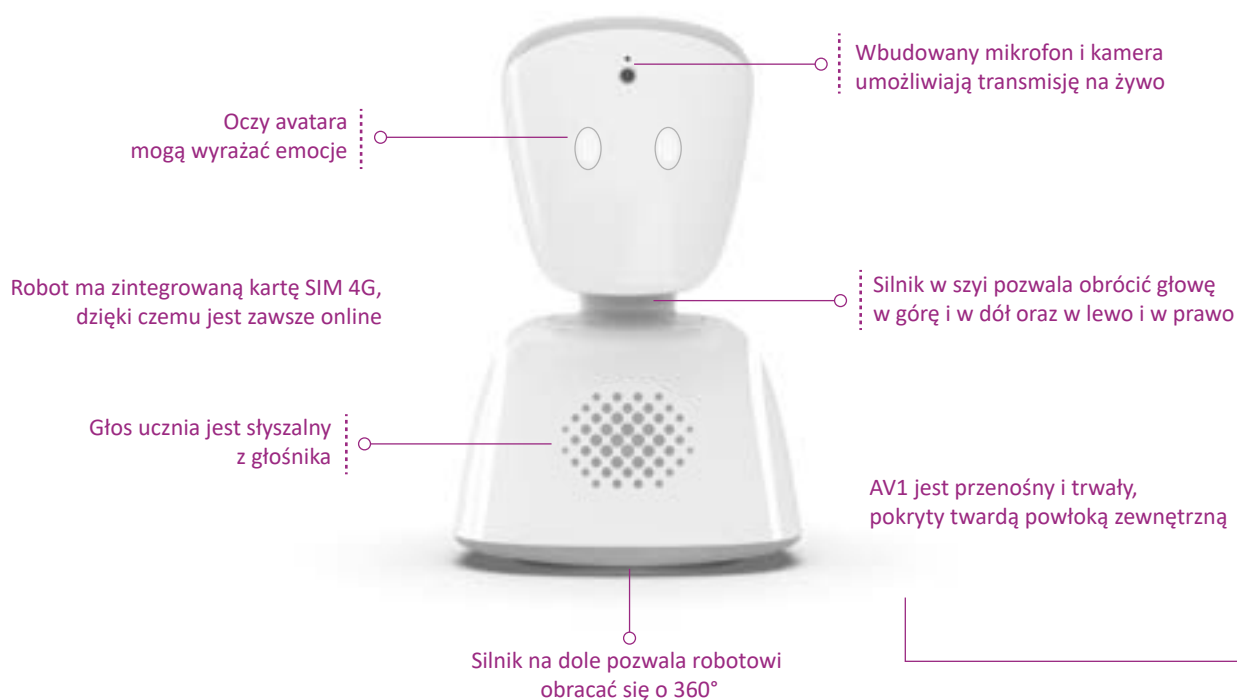 Wbudowany mikrofon i kamera
umożliwiają transmisję na żywo
Oczy avatara
mogą wyrażać emocje
Robot ma zintegrowaną kartę SIM 4G,
dzięki czemu jest zawsze online
Silnik w szyi pozwala obrócić głowę
w górę i w dół oraz w lewo i w prawo
Głos ucznia jest słyszalny
z głośnika
AV1 jest przenośny i trwały,
pokryty twardą powłoką zewnętrzną
Silnik na dole pozwala robotowi
obracać się o 360°